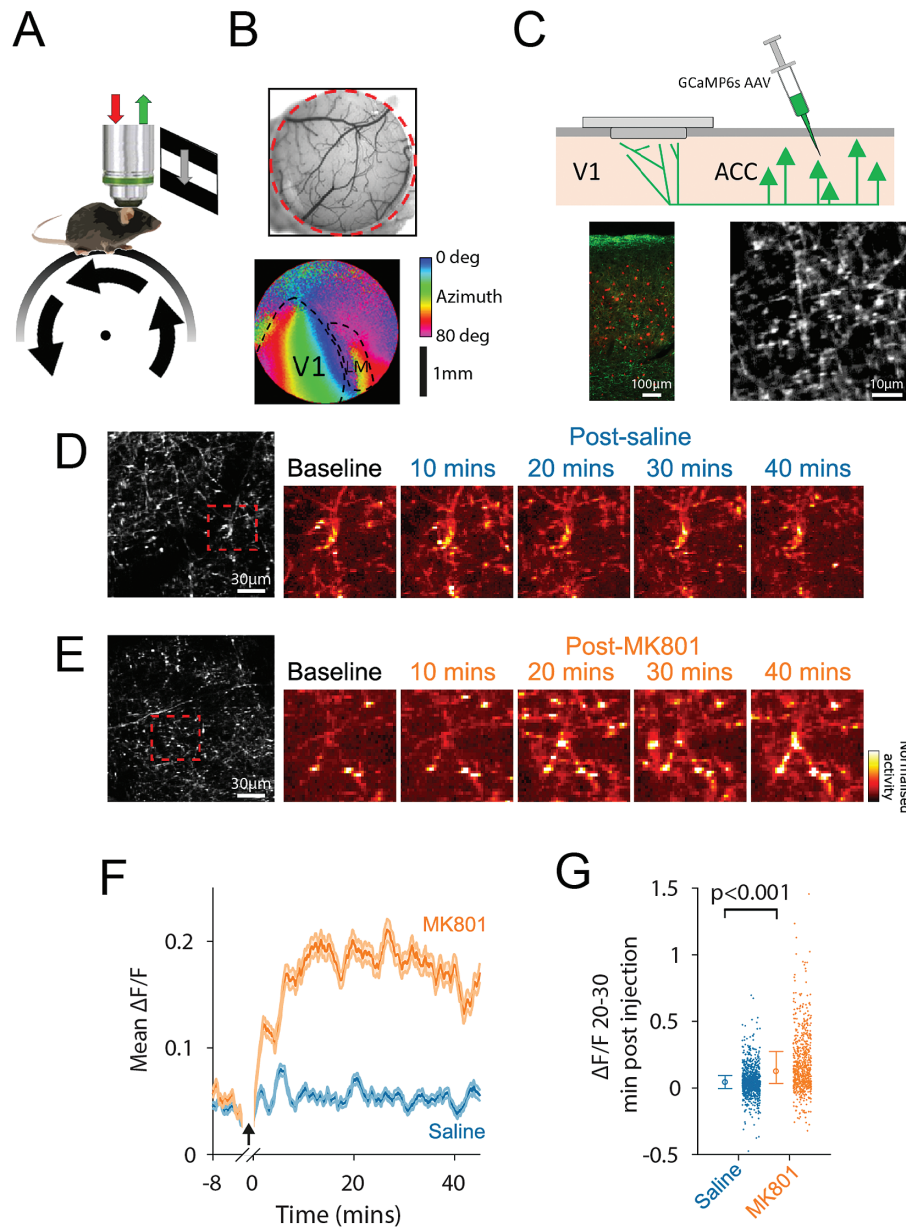 A
B
0 deg
Azimuth
80 deg
1mm
V1
LM
C
GCaMP6s AAV
V1
ACC
100µm
10µm
D
30µm
Post-saline
Baseline
10 mins
20 mins
30 mins
40 mins
E
30µm
Post-MK801
Baseline
10 mins
20 mins
30 mins
40 mins
Normalised
activity
F
Mean ΔF/F
0.2
0.1
0
MK801
Saline
-8
0
20
40
Time (mins)
G
ΔF/F 20-30
min post injection
1.5
1
0.5
0
-0.5
p<0.001
Saline
MK801